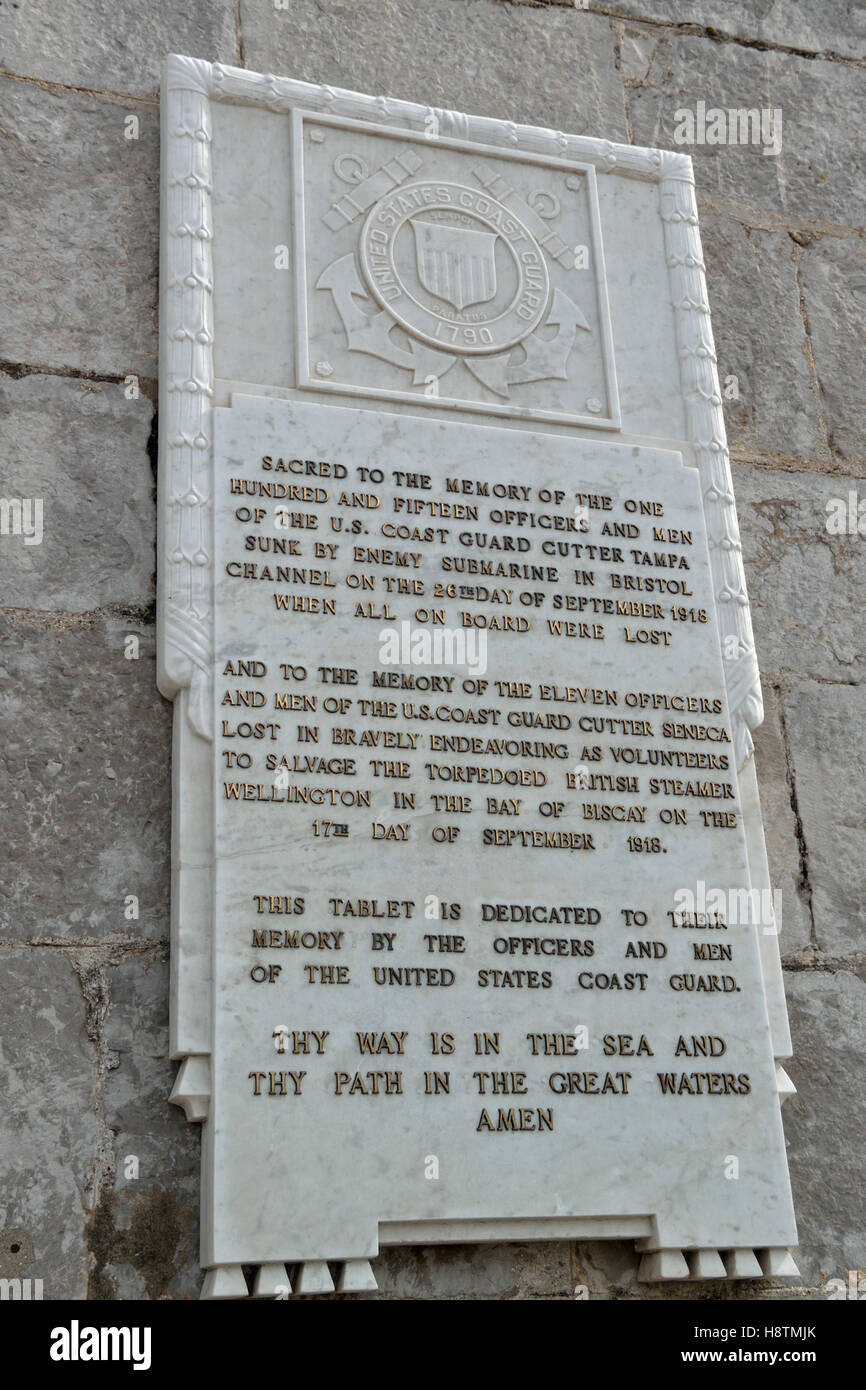 UNITED STATES COAST GUARD
SEMPER
PARATUS
1790
SACRED TO THE MEMORY OF THE ONE
HUNDRED AND FIFTEEN OFFICERS AND MEN
OF THE U.S. COAST GUARD CUTTER TAMPA
SUNK BY ENEMY SUBMARINE IN BRISTOL
CHANNEL ON THE 26TH DAY OF SEPTEMBER 1918
WHEN ALL ON BOARD WERE LOST
AND TO THE MEMORY OF THE ELEVEN OFFICERS
AND MEN OF THE U.S. COAST GUARD CUTTER SENECA
LOST IN BRAVELY ENDEAVORING AS VOLUNTEERS
TO SALVAGE THE TORPEDOED BRITISH STEAMER
WELLINGTON IN THE BAY OF BISCAY ON THE
17TH DAY OF SEPTEMBER 1918.
THIS TABLET IS DEDICATED TO THEIR
MEMORY BY THE OFFICERS AND MEN
OF THE UNITED STATES COAST GUARD.
THY WAY IS IN THE SEA AND
THY PATH IN THE GREAT WATERS
AMEN
alamy
a
alamy stock photo
H8TMJK
www.alamy.com